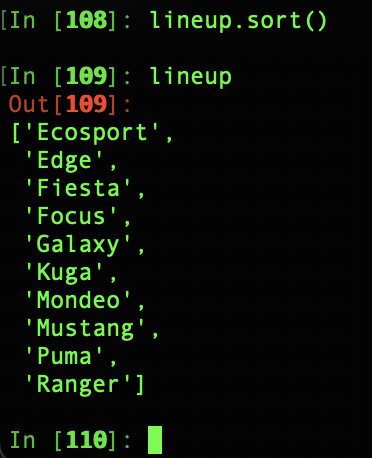 [In [108]: lineup.sort()
[In [109]: lineup
Out[109]:
['Ecosport',
 'Edge',
 'Fiesta',
 'Focus',
 'Galaxy',
 'Kuga',
 'Mondeo',
 'Mustang',
 'Puma',
 'Ranger']
In [110]: